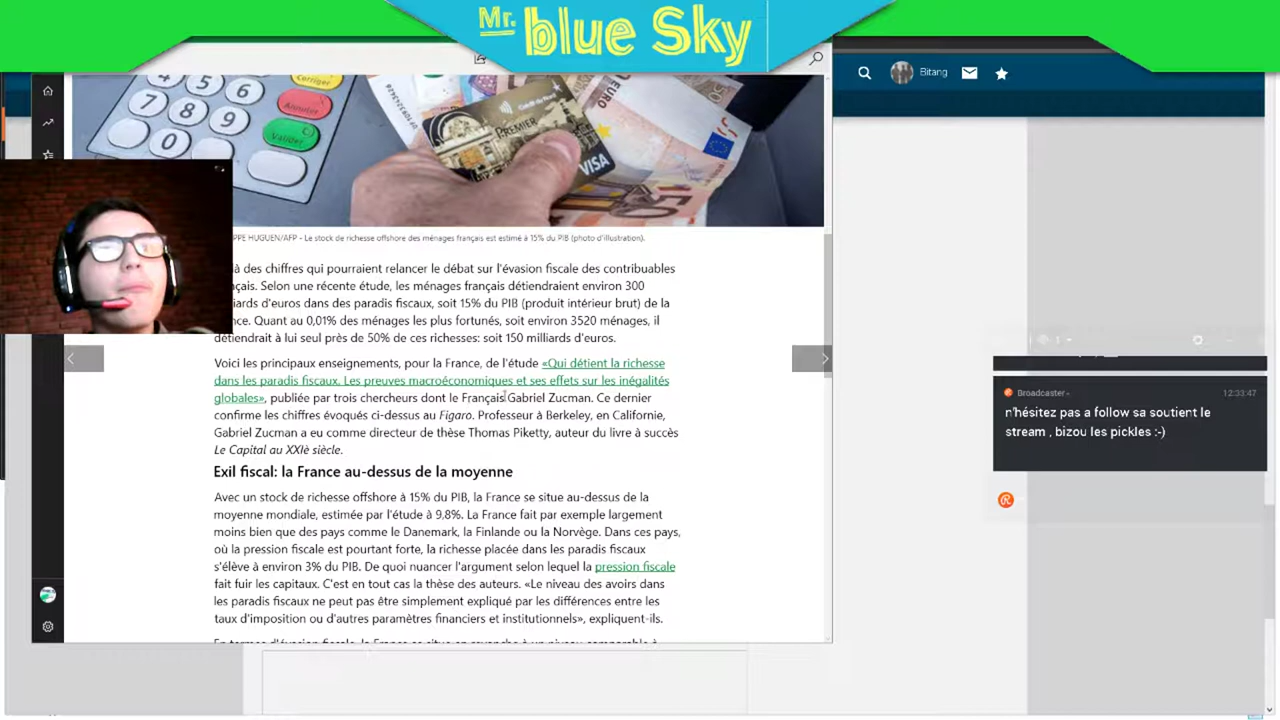 Mr.
blue Sky
Bitang
4 5 6
Corriger
7 8 9
Annuler
0
Valider
PREMIER
VISA
50
PPE HUGUEN/AFP - Le stock de richesse offshore des ménages français est estimé à 15% du PIB (photo d'illustration).
à des chiffres qui pourraient relancer le débat sur l'évasion fiscale des contribuables
nçais. Selon une récente étude, les ménages français détiendraient environ 300
liards d'euros dans des paradis fiscaux, soit 15% du PIB (produit intérieur brut) de la
nce. Quant au 0,01% des ménages les plus fortunés, soit environ 3520 ménages, il
détiendrait à lui seul près de 50% de ces richesses: soit 150 milliards d'euros.
Voici les principaux enseignements, pour la France, de l'étude «Qui détient la richesse
dans les paradis fiscaux. Les preuves macroéconomiques et ses effets sur les inégalités
globales», publiée par trois chercheurs dont le Français Gabriel Zucman. Ce dernier
confirme les chiffres évoqués ci-dessus au Figaro. Professeur à Berkeley, en Californie,
Gabriel Zucman a eu comme directeur de thèse Thomas Piketty, auteur du livre à succès
Le Capital au XXIè siècle.
Exil fiscal: la France au-dessus de la moyenne
Avec un stock de richesse offshore à 15% du PIB, la France se situe au-dessus de la
moyenne mondiale, estimée par l'étude à 9,8%. La France fait par exemple largement
moins bien que des pays comme le Danemark, la Finlande ou la Norvège. Dans ces pays,
où la pression fiscale est pourtant forte, la richesse placée dans les paradis fiscaux
s'élève à environ 3% du PIB. De quoi nuancer l'argument selon lequel la pression fiscale
fait fuir les capitaux. C'est en tout cas la thèse des auteurs. «Le niveau des avoirs dans
les paradis fiscaux ne peut pas être simplement expliqué par les différences entre les
taux d'imposition ou d'autres paramètres financiers et institutionnels», expliquent-ils.
Broadcaster- 12:33:47
n'hésitez pas a follow sa soutient le
stream , bizou les pickles :-)